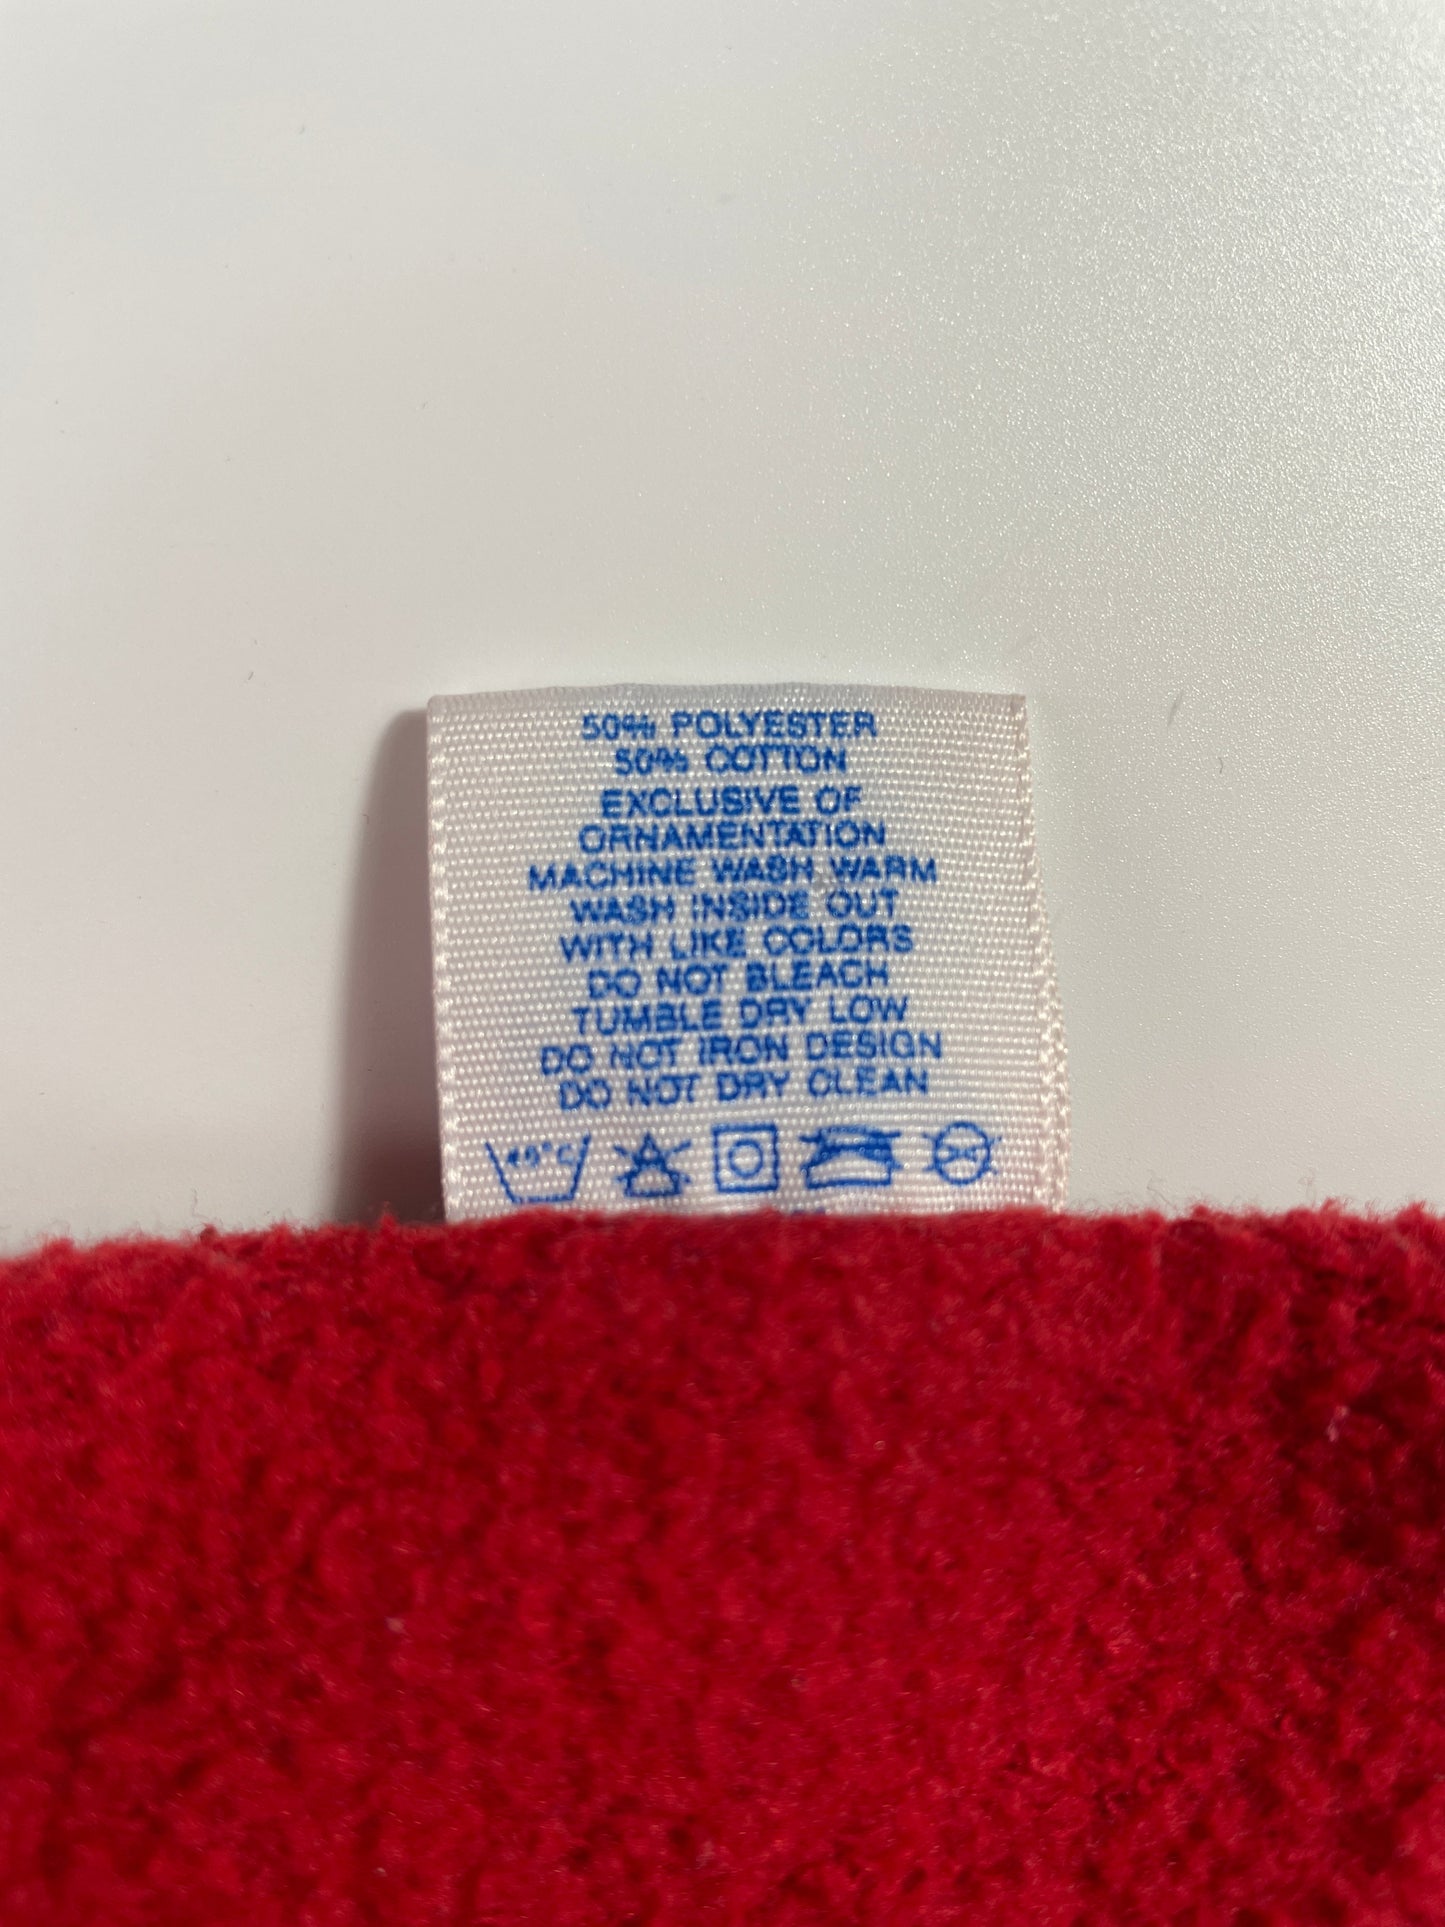 50% POLYESTER
50% COTTON
EXCLUSIVE OF
ORNAMENTATION
MACHINE WASH WARM
WASH INSIDE OUT
WITH LIKE COLORS
DO NOT BLEACH
TUMBLE DRY LOW
DO NOT IRON DESIGN
DO NOT DRY CLEAN